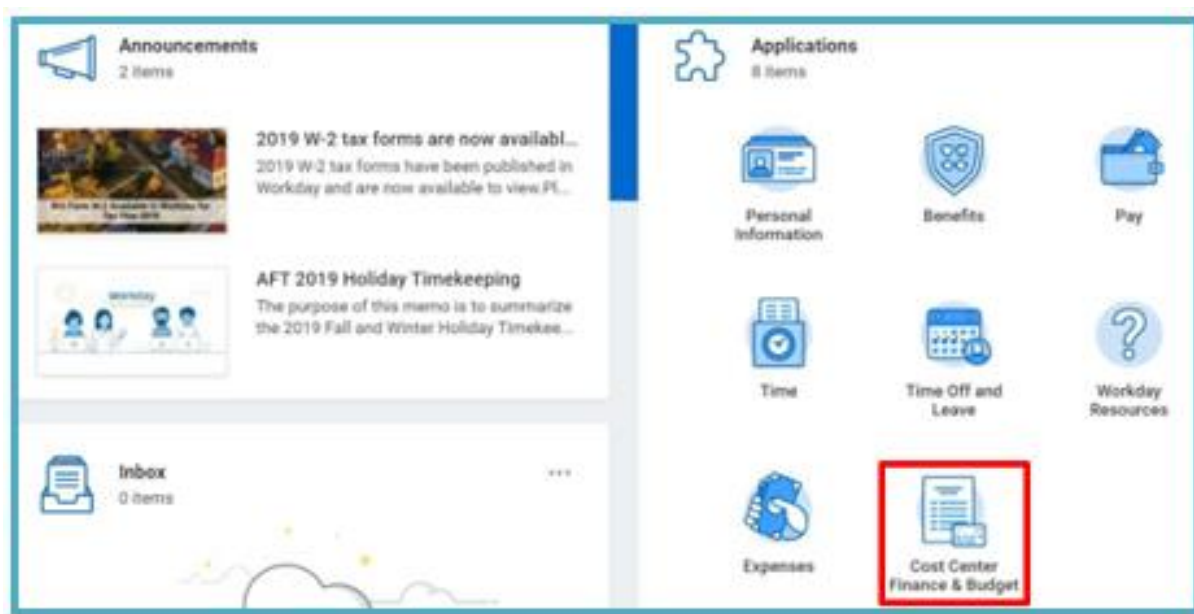 Announcements
2 items
2019 W-2 tax forms are now availabl...
2019 W-2 tax forms have been published in
Workday and are now available to view.Pl...
AFT 2019 Holiday Timekeeping
The purpose of this memo is to summarize
the 2019 Fall and Winter Holiday Timekee...
workday
Inbox
0 items
Applications
8 items
Personal
Information
Benefits
Pay
Time
Time Off and
Leave
Workday
Resources
Expenses
Cost Center
Finance & Budget